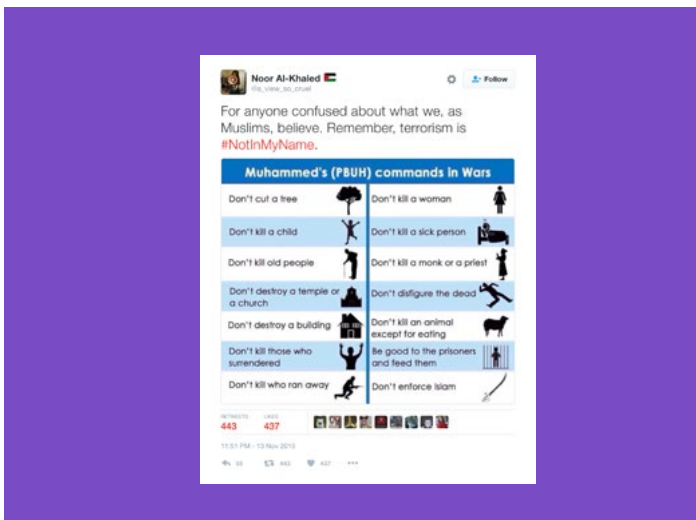 Noor Al-Khaled
Follow
For anyone confused about what we, as
Muslims, believe. Remember, terrorism is
#NotInMyName.
Muhammed's (PBUH) commands in Wars
Don't cut a tree
Don't kill a woman
Don't kill a child
Don't kill a sick person
Don't kill old people
Don't kill a monk or a priest
Don't destroy a temple or
a church
Don't disfigure the dead
Don't destroy a building
Don't kill an animal
except for eating
Don't kill those who
surrendered
Be good to the prisoners
and feed them
Don't kill who ran away
Don't enforce Islam
RETWEETS
443
LIKES
437
443
437